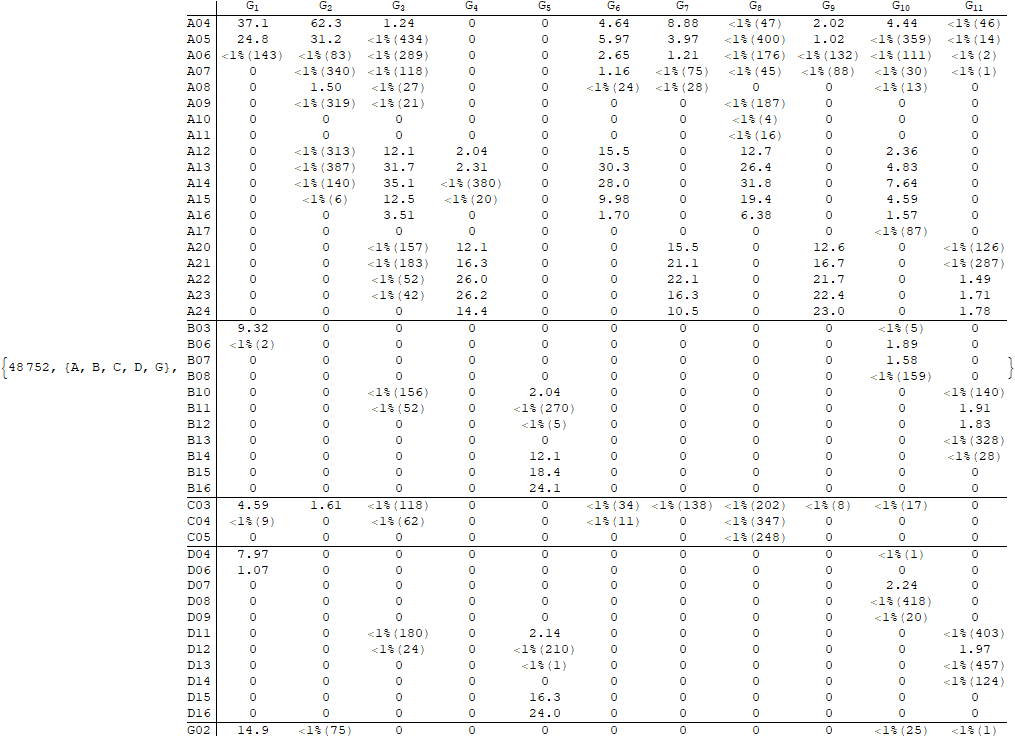 G1 G2 G3 G4 G5 G6 G7 G8 G9 G10 G11
A04 37.1 62.3 1.24 0 0 4.64 8.88 <1%(47) 2.02 4.44 <1%(46)
A05 24.8 31.2 <1%(434) 0 0 5.97 3.97 <1%(400) 1.02 <1%(359) <1%(14)
A06 <1%(143) <1%(83) <1%(289) 0 0 2.65 1.21 <1%(176) <1%(132) <1%(111) <1%(2)
A07 0 <1%(340) <1%(118) 0 0 1.16 <1%(75) <1%(45) <1%(88) <1%(30) <1%(1)
A08 0 1.50 <1%(27) 0 0 <1%(24) <1%(28) 0 0 <1%(13) 0
A09 0 <1%(319) <1%(21) 0 0 0 0 <1%(187) 0 0 0
A10 0 0 0 0 0 0 0 <1%(4) 0 0 0
A11 0 0 0 0 0 0 0 <1%(16) 0 0 0
A12 0 <1%(313) 12.1 2.04 0 15.5 0 12.7 0 2.36 0
A13 0 <1%(387) 31.7 2.31 0 30.3 0 26.4 0 4.83 0
A14 0 <1%(140) 35.1 <1%(380) 0 28.0 0 31.8 0 7.64 0
A15 0 <1%(6) 12.5 <1%(20) 0 9.98 0 19.4 0 4.59 0
A16 0 0 3.51 0 0 1.70 0 6.38 0 1.57 0
A17 0 0 0 0 0 0 0 0 0 <1%(87) 0
A20 0 0 <1%(157) 12.1 0 0 15.5 0 12.6 0 <1%(126)
A21 0 0 <1%(183) 16.3 0 0 21.1 0 16.7 0 <1%(287)
A22 0 0 <1%(52) 26.0 0 0 22.1 0 21.7 0 1.49
A23 0 0 <1%(42) 26.2 0 0 16.3 0 22.4 0 1.71
A24 0 0 0 14.4 0 0 10.5 0 23.0 0 1.78
B03 9.32 0 0 0 0 0 0 0 0 <1%(5) 0
B06 <1%(2) 0 0 0 0 0 0 0 0 1.89 0
{48752, {A, B, C, D, G}, B07 0 0 0 0 0 0 0 0 0 1.58 0 }
B08 0 0 0 0 0 0 0 0 0 <1%(159) 0
B10 0 0 <1%(156) 0 2.04 0 0 0 0 0 <1%(140)
B11 0 0 <1%(52) 0 <1%(270) 0 0 0 0 0 1.91
B12 0 0 0 0 <1%(5) 0 0 0 0 0 1.83
B13 0 0 0 0 0 0 0 0 0 0 <1%(328)
B14 0 0 0 0 12.1 0 0 0 0 0 <1%(28)
B15 0 0 0 0 18.4 0 0 0 0 0 0
B16 0 0 0 0 24.1 0 0 0 0 0 0
C03 4.59 1.61 <1%(118) 0 0 <1%(34) <1%(138) <1%(202) <1%(8) <1%(17) 0
C04 <1%(9) 0 <1%(62) 0 0 <1%(11) 0 <1%(347) 0 0 0
C05 0 0 0 0 0 0 0 <1%(248) 0 0 0
D04 7.97 0 0 0 0 0 0 0 0 <1%(1) 0
D06 1.07 0 0 0 0 0 0 0 0 0 0
D07 0 0 0 0 0 0 0 0 0 2.24 0
D08 0 0 0 0 0 0 0 0 0 <1%(418) 0
D09 0 0 0 0 0 0 0 0 0 <1%(20) 0
D11 0 0 <1%(180) 0 2.14 0 0 0 0 0 <1%(403)
D12 0 0 <1%(24) 0 <1%(210) 0 0 0 0 0 1.97
D13 0 0 0 0 <1%(1) 0 0 0 0 0 <1%(457)
D14 0 0 0 0 0 0 0 0 0 0 <1%(124)
D15 0 0 0 0 16.3 0 0 0 0 0 0
D16 0 0 0 0 24.0 0 0 0 0 0 0
G02 14.9 <1%(75) 0 0 0 0 0 0 0 <1%(25) <1%(1)